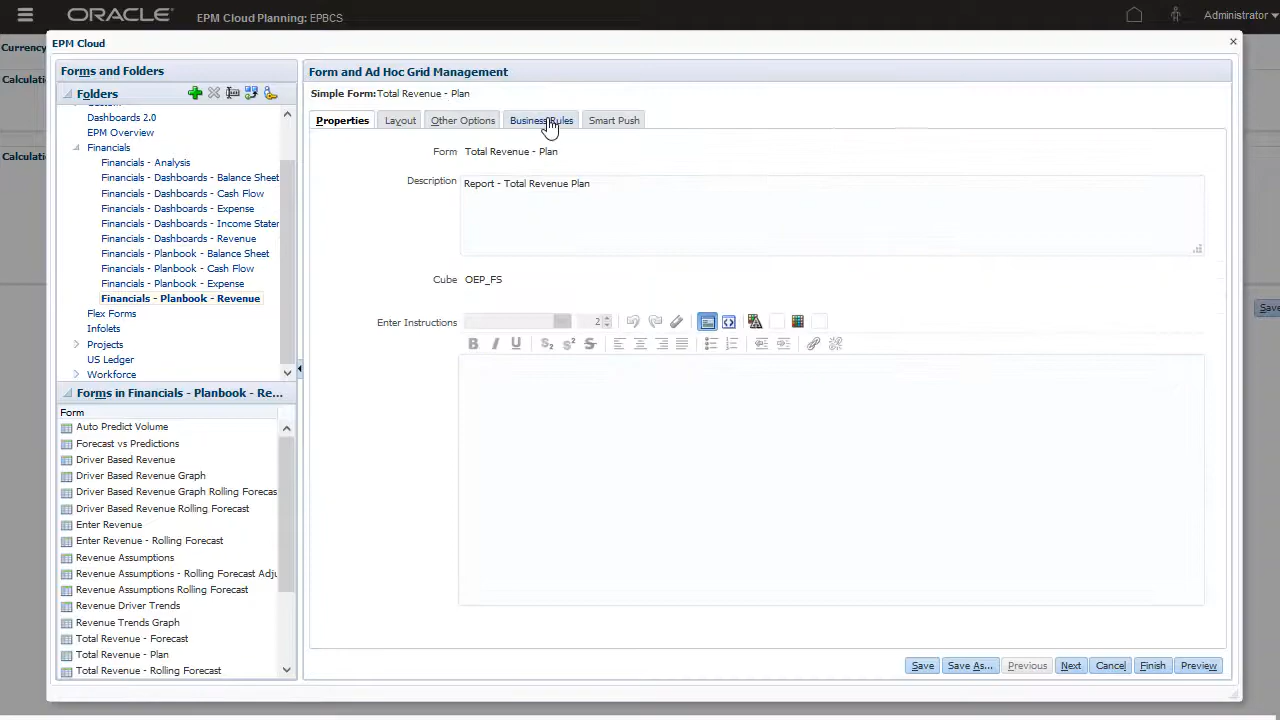 ORACLE
EPM Cloud Planning: EPBCS
Administrator
Currency
Calculatio
Calculatio
Save
EPM Cloud
Forms and Folders
Folders
Dashboards 2.0
EPM Overview
Financials
Financials - Analysis
Financials - Dashboards - Balance Sheet
Financials - Dashboards - Cash Flow
Financials - Dashboards - Expense
Financials - Dashboards - Income Stater
Financials - Dashboards - Revenue
Financials - Planbook - Balance Sheet
Financials - Planbook - Cash Flow
Financials - Planbook - Expense
Financials - Planbook - Revenue
Flex Forms
Infolets
Projects
US Ledger
Workforce
Forms in Financials - Planbook - Re...
Form
Auto Predict Volume
Forecast vs Predictions
Driver Based Revenue
Driver Based Revenue Graph
Driver Based Revenue Graph Rolling Forecas
Driver Based Revenue Rolling Forecast
Enter Revenue
Enter Revenue - Rolling Forecast
Revenue Assumptions
Revenue Assumptions - Rolling Forecast Adju
Revenue Assumptions Rolling Forecast
Revenue Driver Trends
Revenue Trends Graph
Total Revenue - Forecast
Total Revenue - Plan
Total Revenue - Rolling Forecast
Form and Ad Hoc Grid Management
Simple Form:Total Revenue - Plan
Properties Layout Other Options Business Rules Smart Push
Form Total Revenue - Plan
Description Report - Total Revenue Plan
Cube OEP_FS
Enter Instructions 2
B I U S2 S2 S
Save Save As... Previous Next Cancel Finish Preview